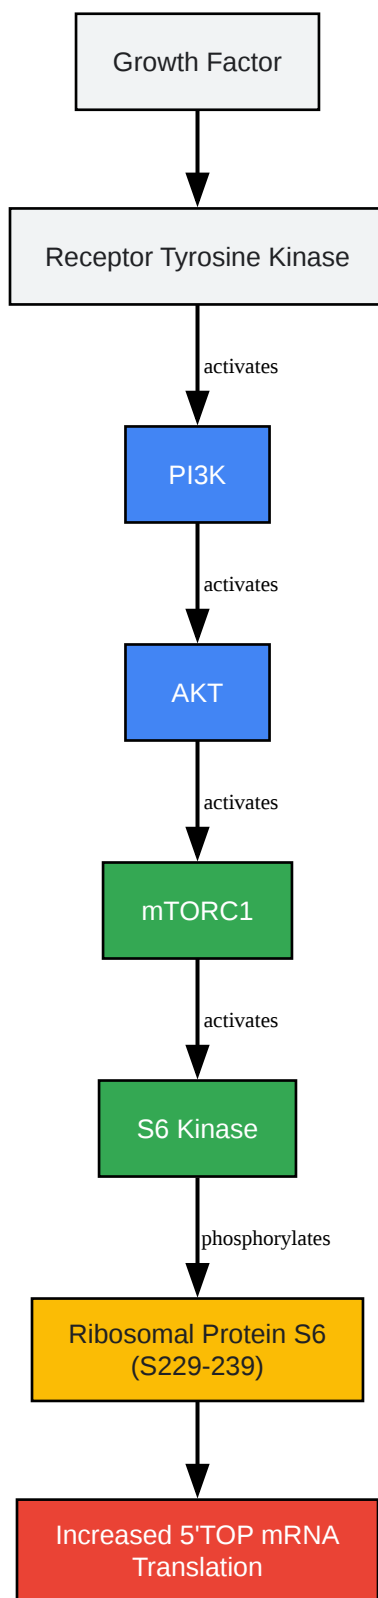 Growth Factor
Receptor Tyrosine Kinase
activates
PI3K
activates
AKT
activates
mTORC1
activates
S6 Kinase
phosphorylates
Ribosomal Protein S6
(S229-239)
Increased 5'TOP mRNA
Translation